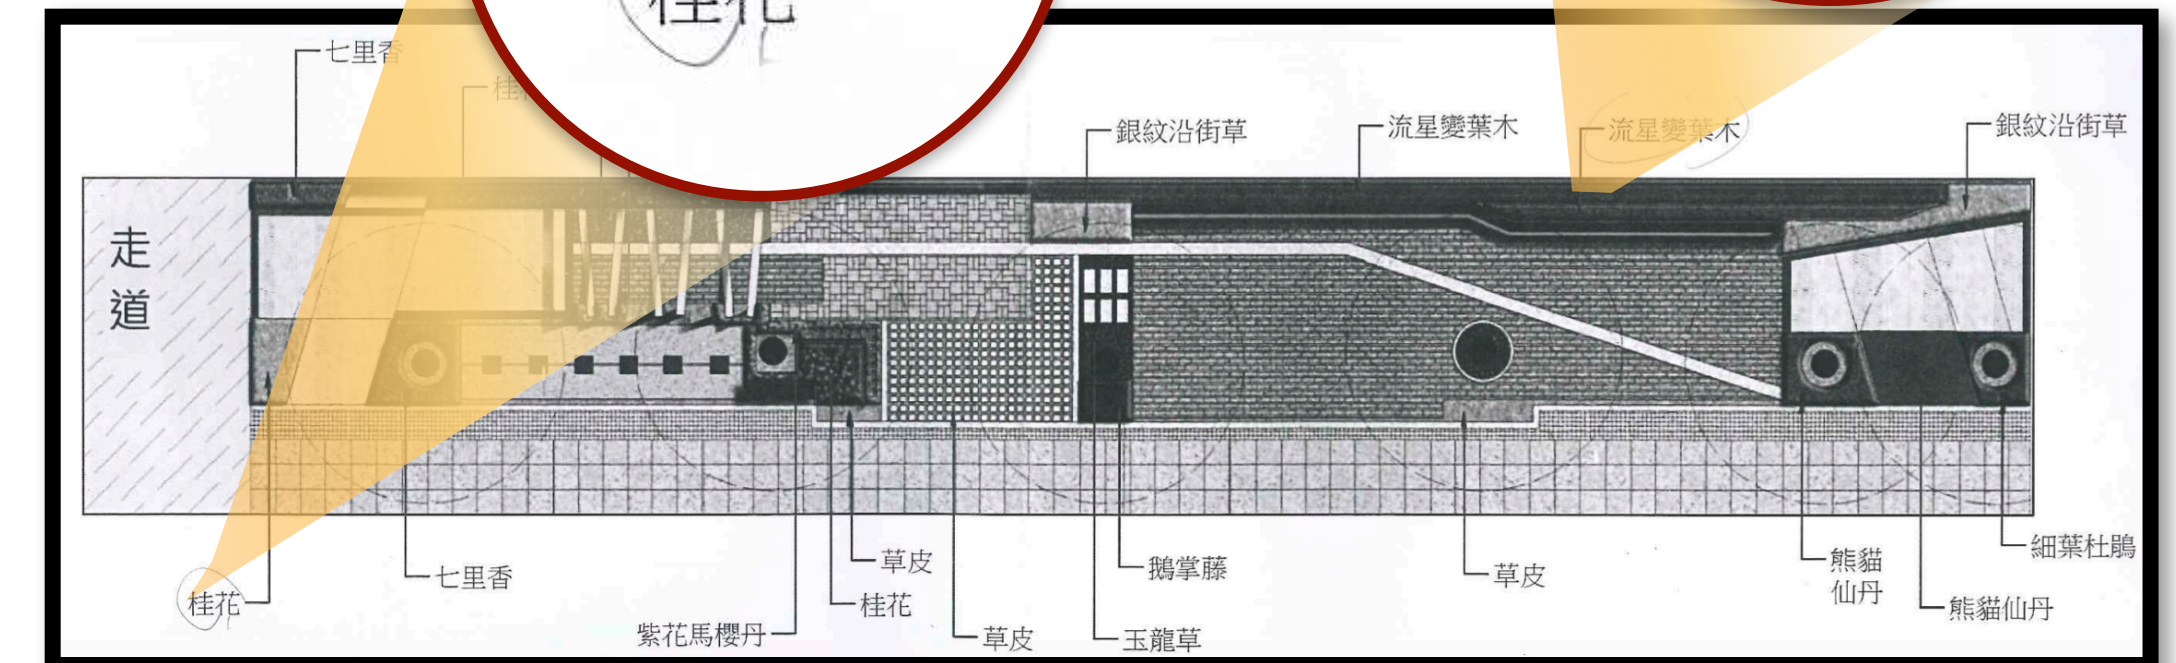 桂花
七里香
桂
銀紋沿街草
流星變葉木
流星變葉木
銀紋沿街草
走道
桂花
七里香
紫花馬櫻丹
草皮
桂花
草皮
鵝掌藤
玉龍草
草皮
熊貓
仙丹
熊貓仙丹
細葉杜鵑